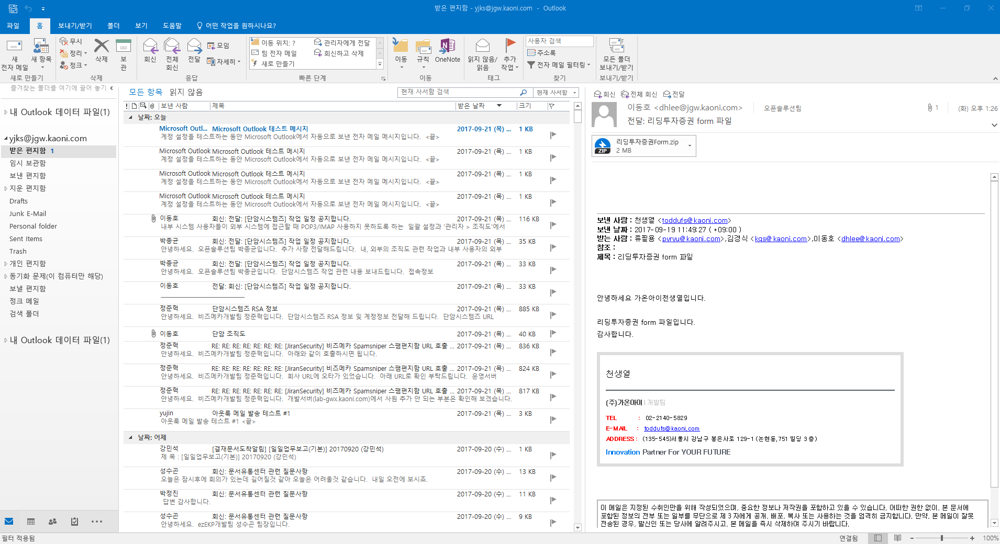 받은 편지함 - yjks@jgw.kaoni.com - Outlook
파일 홈 보내기/받기 폴더 보기 도움말 어떤 작업을 원하시나요?
새 전자 메일
새 항목
새로 만들기
무시
정리
정크
삭제
보관
삭제
회신
전체 회신
전달
모임
자세히
응답
이동 위치: ?
팀 전자 메일
새로 만들기
관리자에게 전달
회신하고 삭제
빠른 단계
이동
규칙
OneNote
이동
읽지 않음/읽음
추가 작업
태그
사용자 검색
주소록
전자 메일 필터링
찾기
모든 폴더 보내기/받기
보내기/받기
즐겨찾는 폴더를 여기에 끌어 놓기
내 Outlook 데이터 파일(1)
yjks@jgw.kaoni.com
받은 편지함 1
임시 보관함
보낸 편지함
지운 편지함
Drafts
Junk E-Mail
Personal folder
Sent Items
Trash
개인 편지함
동기화 문제(이 컴퓨터만 해당)
보낼 편지함
정크 메일
검색 폴더
내 Outlook 데이터 파일(1)
모든 항목 읽지 않음
현재 사서함 검색 현재 사서함
보낸 사람 제목 받은 날짜 크기
날짜: 오늘
Microsoft Outl... Microsoft Outlook 테스트 메시지 2017-09-21 (목) ... 1 KB
계정 설정을 테스트하는 동안 Microsoft Outlook에서 자동으로 보낸 전자 메일 메시지입니다. <끝>
Microsoft Outlook Microsoft Outlook 테스트 메시지 2017-09-21 (목) ... 1 KB
계정 설정을 테스트하는 동안 Microsoft Outlook에서 자동으로 보낸 전자 메일 메시지입니다. <끝>
Microsoft Outlook Microsoft Outlook 테스트 메시지 2017-09-21 (목) ... 1 KB
계정 설정을 테스트하는 동안 Microsoft Outlook에서 자동으로 보낸 전자 메일 메시지입니다. <끝>
Microsoft Outlook Microsoft Outlook 테스트 메시지 2017-09-21 (목) ... 1 KB
계정 설정을 테스트하는 동안 Microsoft Outlook에서 자동으로 보낸 전자 메일 메시지입니다. <끝>
이동호 회신: 전달: [단암시스템즈] 작업 일정 공지합니다. 2017-09-21 (목) ... 116 KB
내부 시스템 사용자들이 외부 시스템에 접근할 때 POP3/IMAP 사용하지 못하도록 하는 일괄 설정과 '관리자 > 조직도'에서
박종균 회신: 전달: [단암시스템즈] 작업 일정 공지합니다. 2017-09-21 (목) ... 35 KB
안녕하세요. 오픈솔루션팀 박종균입니다. 추가 사항 전달해드립니다. 내, 외부의 조직도 관련 작업과 내부 사용자의 외부
박종균 회신: 전달: [단암시스템즈] 작업 일정 공지합니다. 2017-09-21 (목) ... 33 KB
안녕하세요. 오픈솔루션팀 박종균입니다. 단암시스템즈 작업 관련 내용 보내드립니다. 접속정보
이동호 전달: 회신: [단암시스템즈] 작업 일정 공지합니다. 2017-09-21 (목) ... 33 KB
정준혁 단암시스템즈 RSA 정보 2017-09-21 (목) ... 885 KB
안녕하세요. 비즈메카개발팀 정준혁입니다. 단암시스템즈 RSA 정보 및 계정정보 전달해 드립니다. 단암시스템즈 URL
이동호 단암 조직도 2017-09-21 (목) ... 40 KB
정준혁 RE: RE: RE: RE: RE: RE: RE: [JiranSecurity] 비즈메카 Spamsniper 스팸편지함 URL 호출 ... 2017-09-21 (목) ... 836 KB
안녕하세요. 비즈메카개발팀 정준혁입니다. 아래와 같이 호출하시면 됩니다.
정준혁 RE: RE: RE: RE: RE: RE: RE: [JiranSecurity] 비즈메카 Spamsniper 스팸편지함 URL 호출 ... 2017-09-21 (목) ... 824 KB
안녕하세요. 비즈메카개발팀 정준혁입니다. 회사 URL에 오타가 있었습니다. 아래 URL로 확인 부탁드립니다. 운영서버
정준혁 RE: RE: RE: RE: RE: RE: RE: [JiranSecurity] 비즈메카 Spamsniper 스팸편지함 URL 호출 ... 2017-09-21 (목) ... 817 KB
안녕하세요. 비즈메카개발팀 정준혁입니다. 개발서버(lab-gwx.kaoni.com)에서 사원 추가 안 되는 부분은 확인해 보겠습니다.
yujin 아웃룩 메일 발송 테스트 #1 2017-09-21 (목) ... 3 KB
아웃룩 메일 발송 테스트 #1 <끝>
날짜: 어제
강민석 [결재문서도착알림] [일일업무보고(기본)] 20170920 (강민석) 2017-09-20 (수) ... 1 KB
제 목 : [일일업무보고(기본)] 20170920 (강민석)
성수곤 회신: 문서유통센터 관련 질문사항 2017-09-20 (수) ... 13 KB
오늘은 잠시후에 회의가 있는데 길어질것 같아 오늘은 어려울것 같습니다. 내일 오전에 보시죠.
박정진 회신: 문서유통센터 관련 질문사항 2017-09-20 (수) ... 11 KB
답변 감사합니다.
성수곤 회신: 문서유통센터 관련 질문사항 2017-09-20 (수) ... 9 KB
안녕하세요. ezEKP개발팀 성수곤 팀장입니다.
회신 전체 회신 전달
이동호 <dhlee@jgw.kaoni.com> 오픈솔루션팀 1 (화) 오후 1:26
전달: 리딩투자증권 form 파일
리딩투자증권Form.zip
2 MB
ZIP
보낸 사람 : 천생열 <toddufs@kaoni.com>
보낸 날짜 : 2017-09-19 11:49:27 ( +09:00 )
받는 사람 : 류필용 <pyryu@kaoni.com>,김경식 <kgs@kaoni.com>,이동호 <dhlee@kaoni.com>
참조 :
제목 : 리딩투자증권 form 파일
안녕하세요 가온아이천생열입니다.
리딩투자증권 form 파일입니다.
감사합니다.
천생열
(주)가온아이 l 개발팀
TEL : 02-2140-5829
E-MAIL : toddufs@kaoni.com
ADDRESS : (135-545)서울시 강남구 봉은사로 129-1 (논현동,751 빌딩 3층)
Innovation Partner For YOUR FUTURE
이 메일은 지정된 수취인만을 위해 작성되었으며, 중요한 정보나 저작권을 포함하고 있을 수 있습니다. 어떠한 권한 없이, 본 문서에
포함된 정보의 전부 또는 일부를 무단으로 제 3자에게 공개, 배포, 복사 또는 사용하는 것을 엄격히 금지합니다. 만약, 본 메일이 잘못
전송된 경우, 발신인 또는 당사에 알려주시고, 본 메일을 즉시 삭제하여 주시기 바랍니다.
필터 적용됨 연결됨 100%